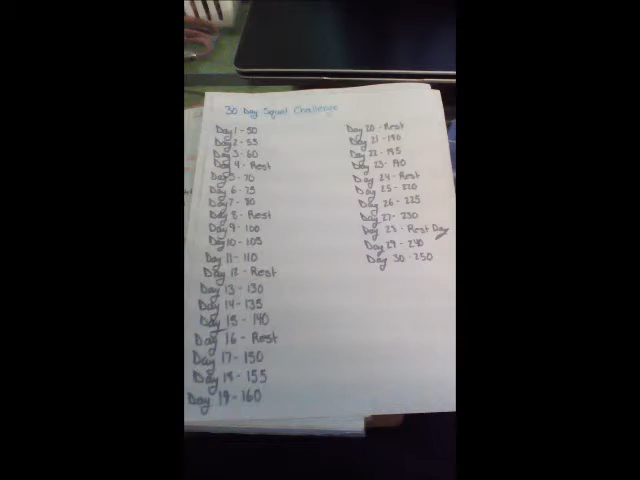 30 Day Squat Challenge
Day 1 - 50
Day 2 - 55
Day 3 - 60
Day 4 - Rest
Day 5 - 70
Day 6 - 75
Day 7 - 80
Day 8 - Rest
Day 9 - 100
Day 10 - 105
Day 11 - 110
Day 12 - Rest
Day 13 - 130
Day 14 - 135
Day 15 - 140
Day 16 - Rest
Day 17 - 150
Day 18 - 155
Day 19 - 160
Day 20 - Rest
Day 21 - 180
Day 22 - 185
Day 23 - 190
Day 24 - Rest
Day 25 - 220
Day 26 - 225
Day 27 - 230
Day 28 - Rest Day
Day 29 - 240
Day 30 - 250